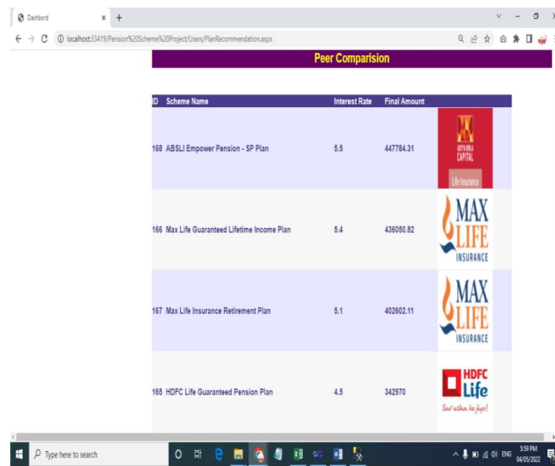 Dashbord
localhost:33419/Pension%20Scheme%20Project/Users/PlanRecommendation.aspx
Peer Comparision
ID Scheme Name Interest Rate Final Amount
168 ABSLI Empower Pension - SP Plan 5.5 447784.31
ADITYA BIRLA
CAPITAL
Life Insurance
166 Max Life Guaranteed Lifetime Income Plan 5.4 436050.82
MAX
LIFE
INSURANCE
167 Max Life Insurance Retirement Plan 5.1 402602.11
MAX
LIFE
INSURANCE
165 HDFC Life Guaranteed Pension Plan 4.5 342970
HDFC
Life
Sar utha ke jiyo!
Type here to search
ENG
5:59 PM
04/05/2022